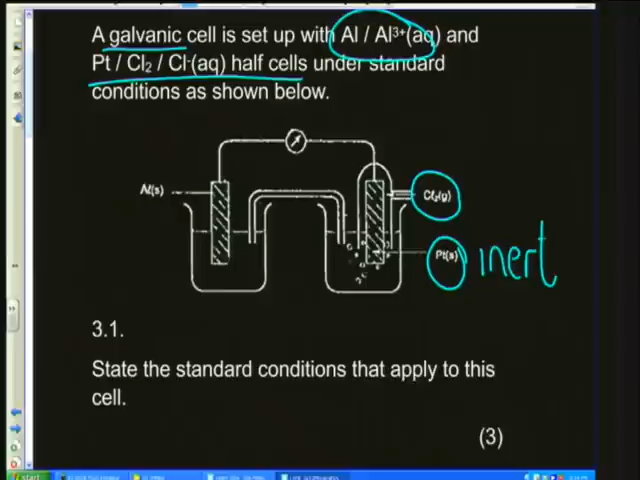 A galvanic cell is set up with Al / Al³⁺(aq) and
Pt / Cl₂ / Cl⁻(aq) half cells under standard
conditions as shown below.
Al(s)
Cl₂(g)
Pt(s)
inert
3.1.
State the standard conditions that apply to this
cell.
(3)
start